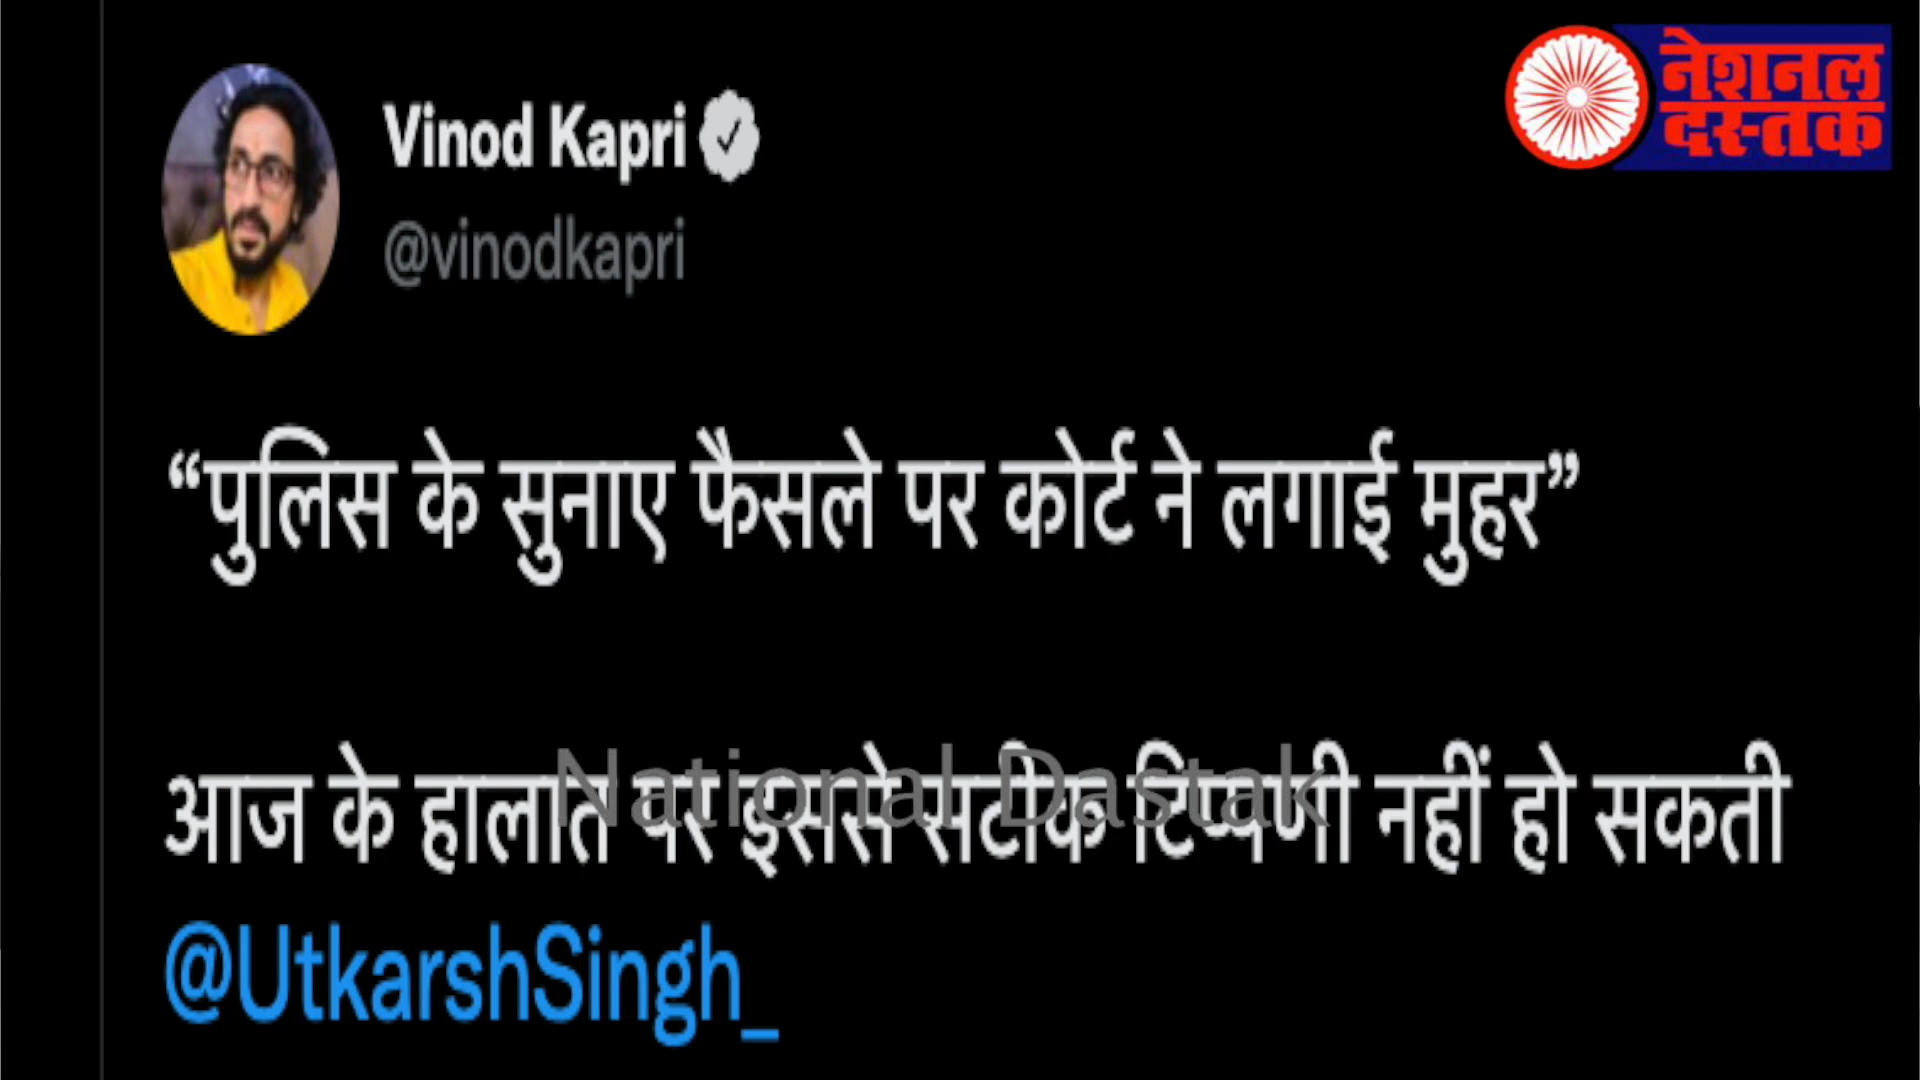 Vinod Kapri
@vinodkapri
नेशनल
दस्तक
“पुलिस के सुनाए फैसले पर कोर्ट ने लगाई मुहर”
आज के हालात पर इससे सटीक टिप्पणी नहीं हो सकती
National Dastak
@UtkarshSingh_